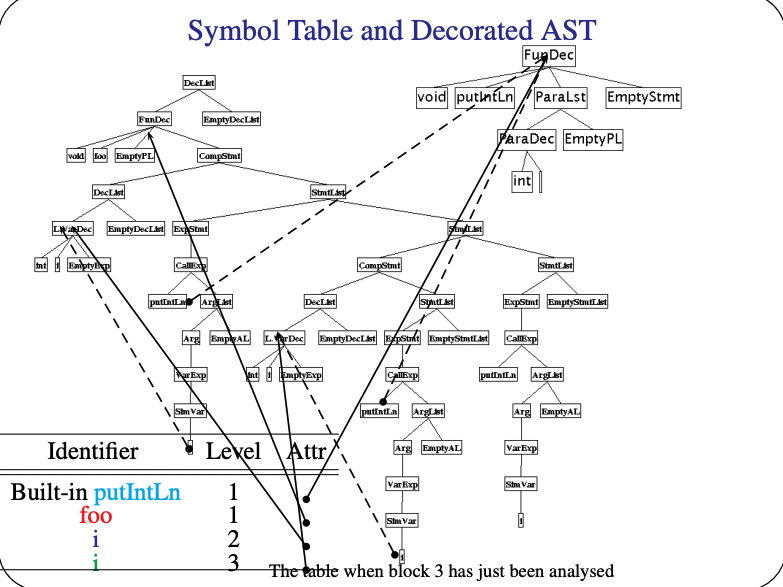 Symbol Table and Decorated AST
FunDec
void putIntLn ParaLst EmptyStmt
ParaDec EmptyPL
int
DecList
FunDec EmptyDecList
void foo EmptyPL CompStmt
DecList StmtList
L.VarDec EmptyDecList ExpStmt StmtList
int i EmptyExp CallExp CompStmt StmtList
putIntLn ArgList DecList StmtList ExpStmt EmptyStmtList
Arg EmptyAL L.VarDec EmptyDecList ExpStmt EmptyStmtList CallExp
VarExp int i EmptyExp CallExp putIntLn ArgList
SimVar putIntLn ArgList Arg EmptyAL
i Arg EmptyAL VarExp
VarExp SimVar
SimVar i
i
Identifier Level Attr
Built-in putIntLn 1
foo 1
i 2
i 3
The table when block 3 has just been analysed